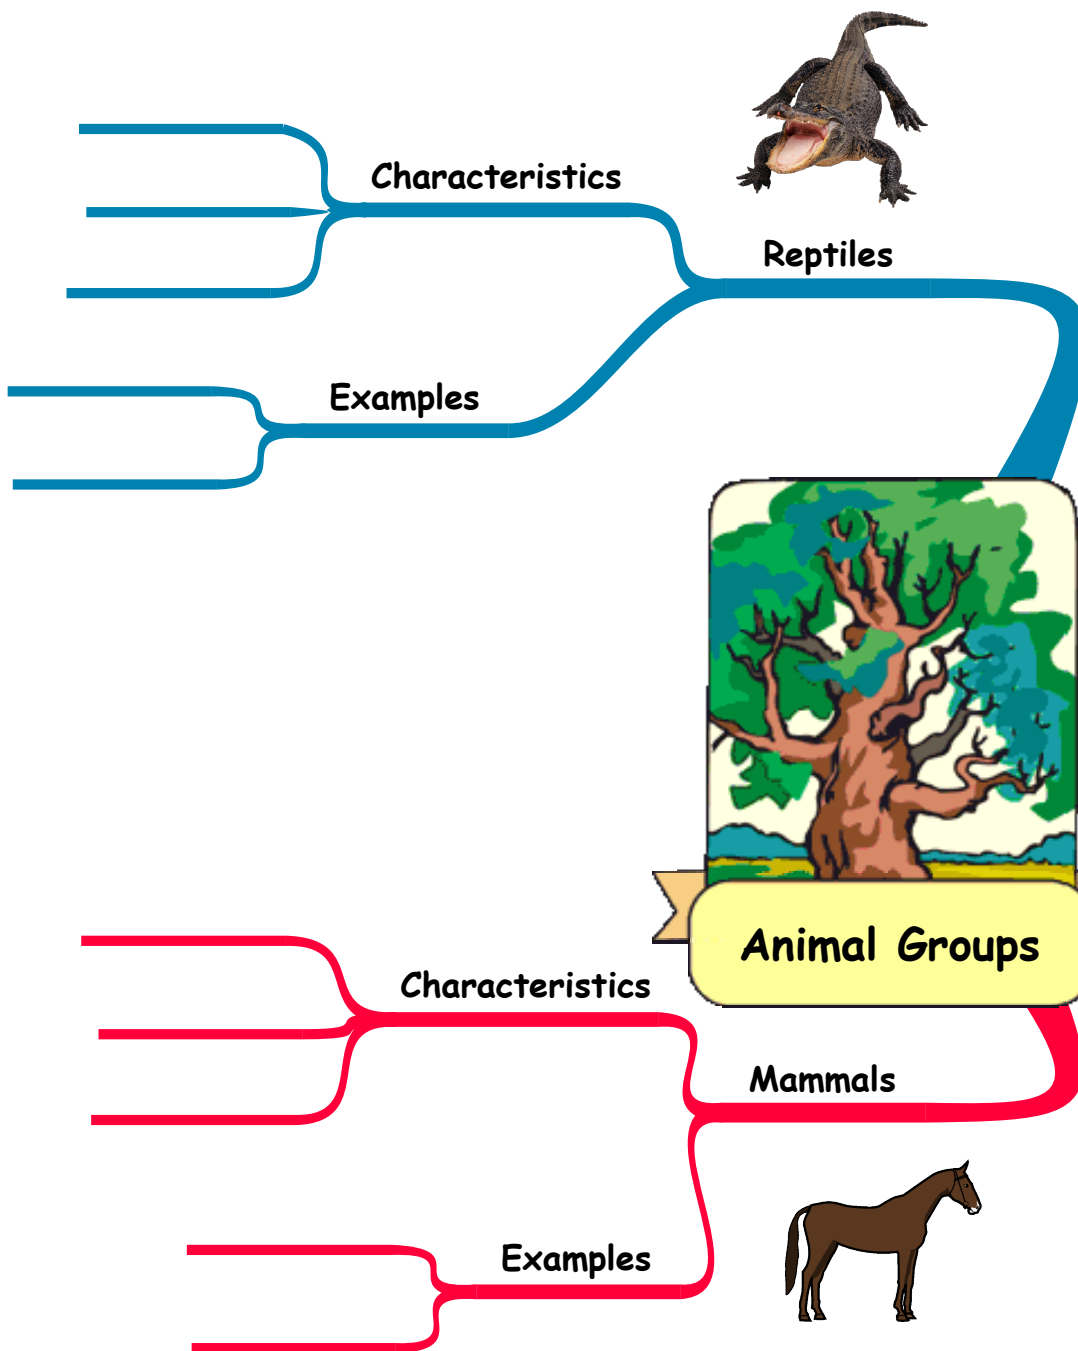 Characteristics
Reptiles
Examples
Animal Groups
Characteristics
Mammals
Examples